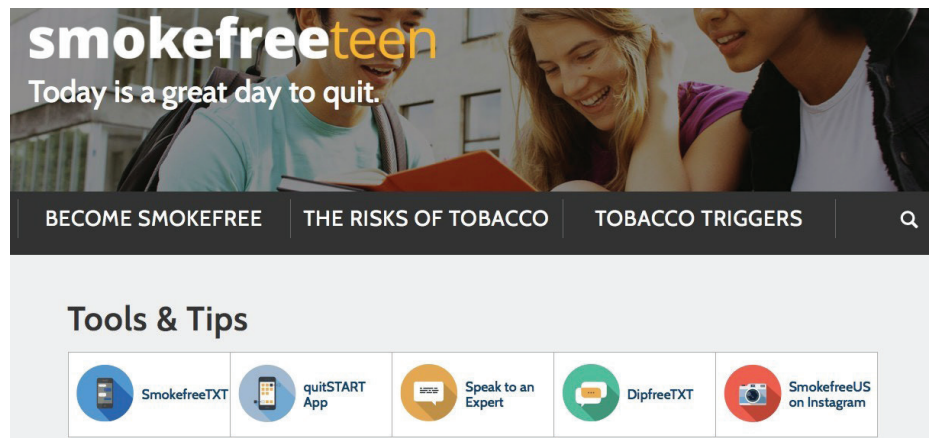 smokefreeteen
Today is a great day to quit.
BECOME SMOKEFREE
THE RISKS OF TOBACCO
TOBACCO TRIGGERS
Tools & Tips
SmokefreeTXT
quitSTART
App
Speak to an
Expert
DipfreeTXT
SmokefreeUS
on Instagram